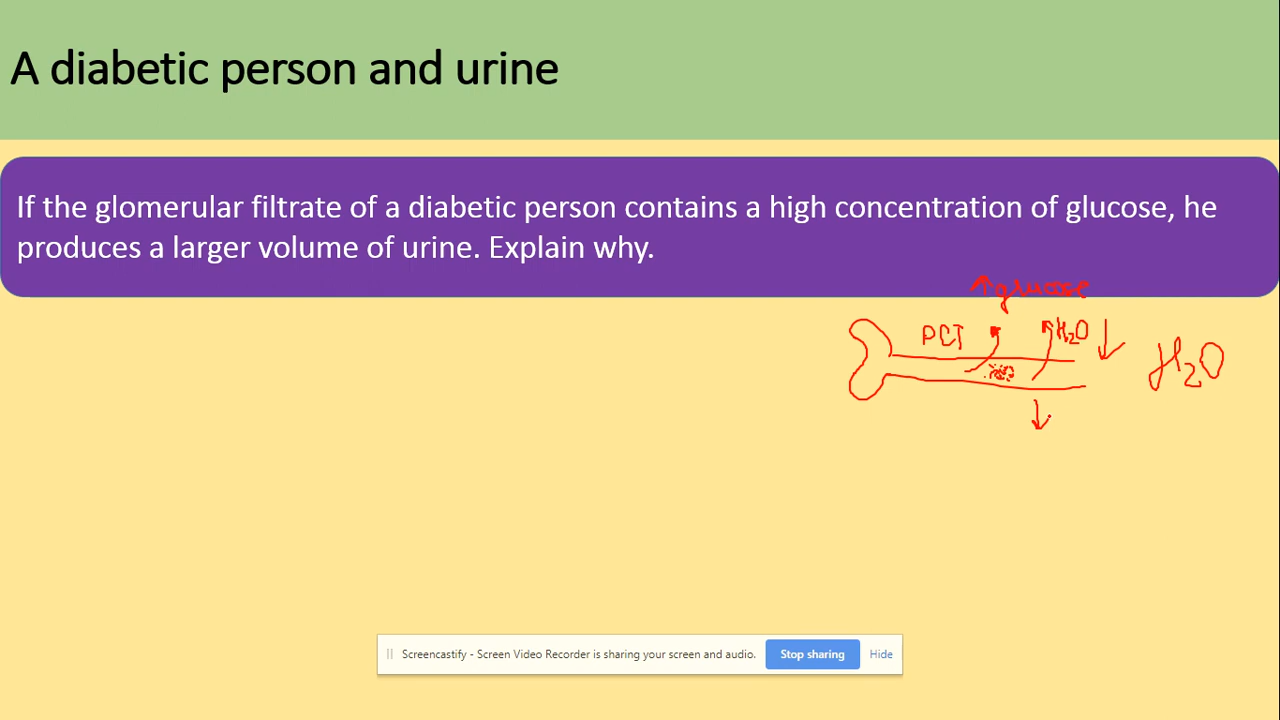 A diabetic person and urine
If the glomerular filtrate of a diabetic person contains a high concentration of glucose, he
produces a larger volume of urine. Explain why.
↑glucose
PCT
H₂O ↓
H₂O
↓
Screencastify - Screen Video Recorder is sharing your screen and audio.
Stop sharing
Hide